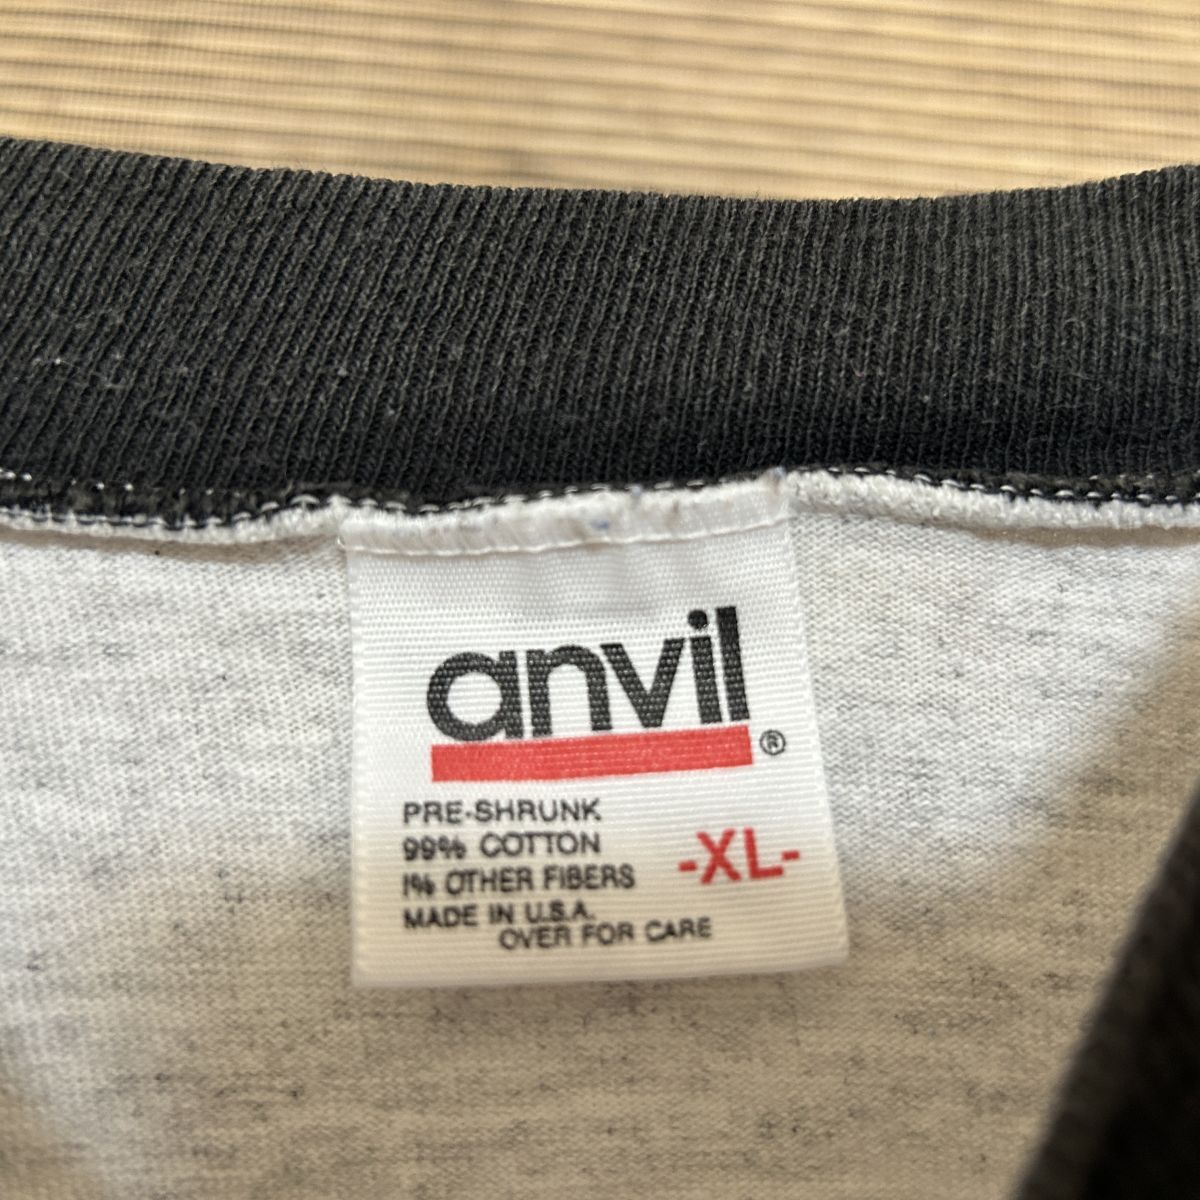 anvil®
PRE-SHRUNK
99% COTTON
1% OTHER FIBERS
-XL-
MADE IN U.S.A.
OVER FOR CARE